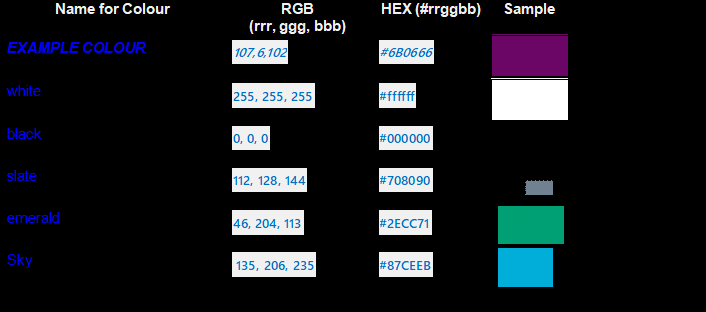 Name for Colour RGB HEX (#rrggbb) Sample
(rrr, ggg, bbb)
EXAMPLE COLOUR 107,6,102 #6B0666
white 255, 255, 255 #ffffff
black 0, 0, 0 #000000
slate 112, 128, 144 #708090
emerald 46, 204, 113 #2ECC71
Sky 135, 206, 235 #87CEEB